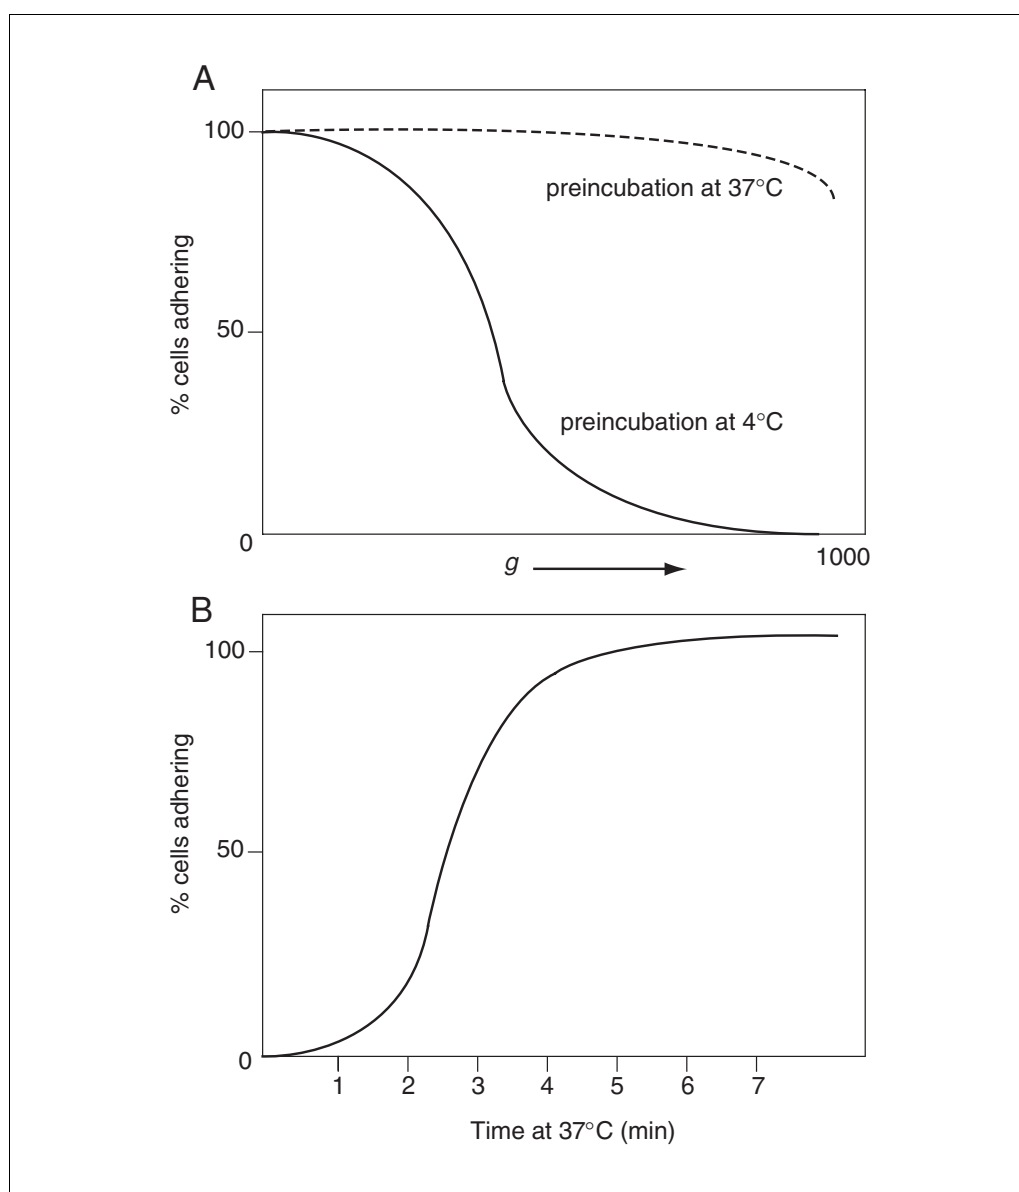 A
100
preincubation at 37°C
% cells adhering
50
preincubation at 4°C
0
1000
g
B
100
% cells adhering
50
0
1 2 3 4 5 6 7
Time at 37°C (min)